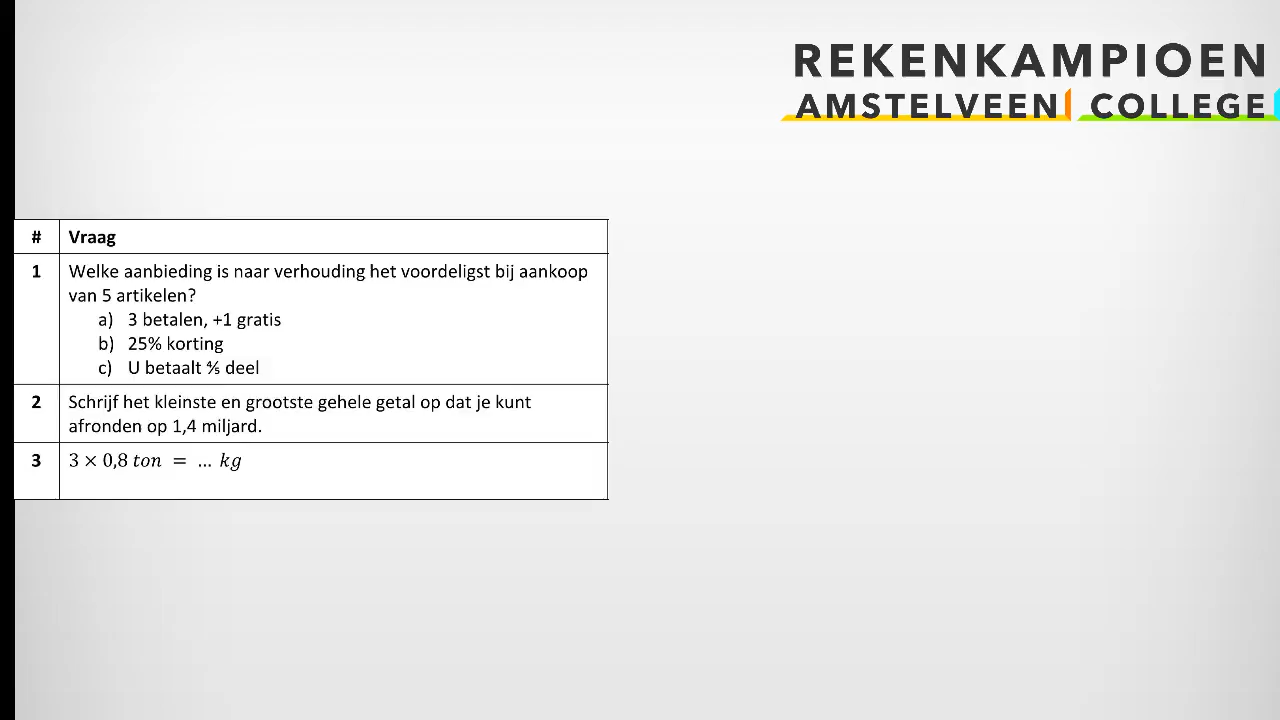 REKENKAMPIOEN
AMSTELVEEN COLLEGE
# Vraag
1 Welke aanbieding is naar verhouding het voordeligst bij aankoop
van 5 artikelen?
a) 3 betalen, +1 gratis
b) 25% korting
c) U betaalt ⅘ deel
2 Schrijf het kleinste en grootste gehele getal op dat je kunt
afronden op 1,4 miljard.
3 3 × 0,8 ton = ... kg